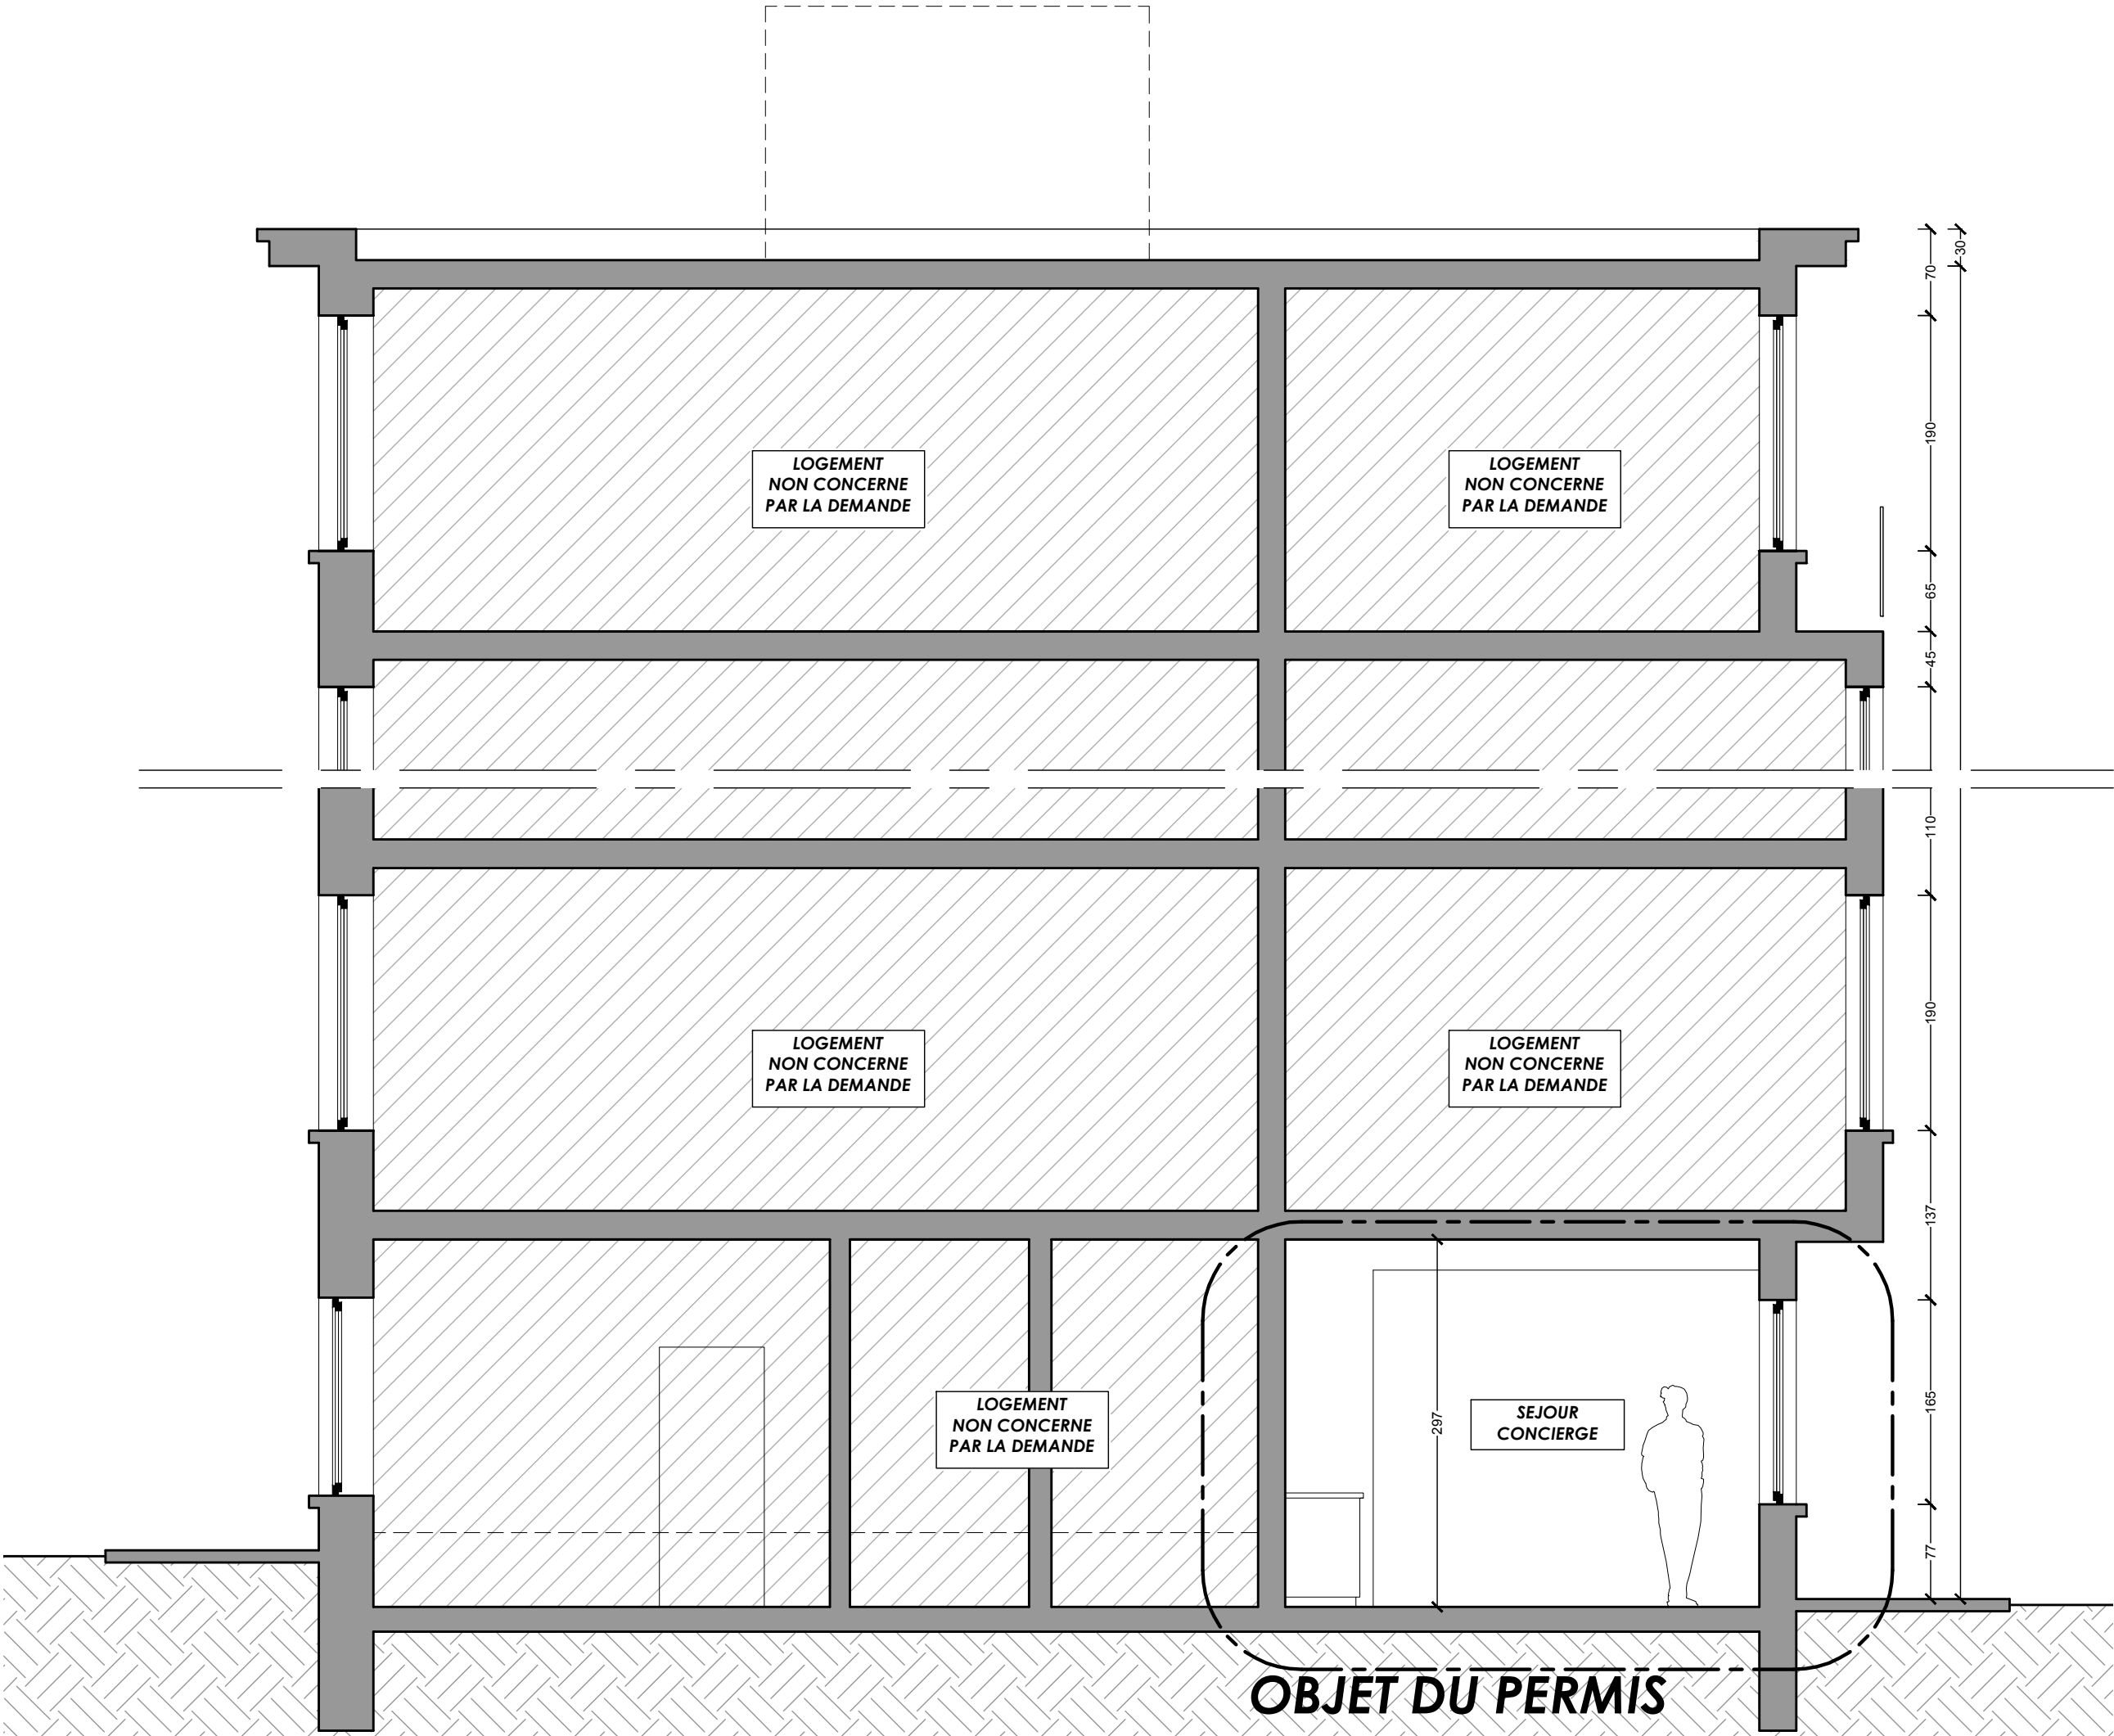 30
70
190
LOGEMENT
NON CONCERNE
PAR LA DEMANDE
LOGEMENT
NON CONCERNE
PAR LA DEMANDE
65
45
110
190
LOGEMENT
NON CONCERNE
PAR LA DEMANDE
LOGEMENT
NON CONCERNE
PAR LA DEMANDE
137
LOGEMENT
NON CONCERNE
PAR LA DEMANDE
297
SEJOUR
CONCIERGE
165
77
OBJET DU PERMIS